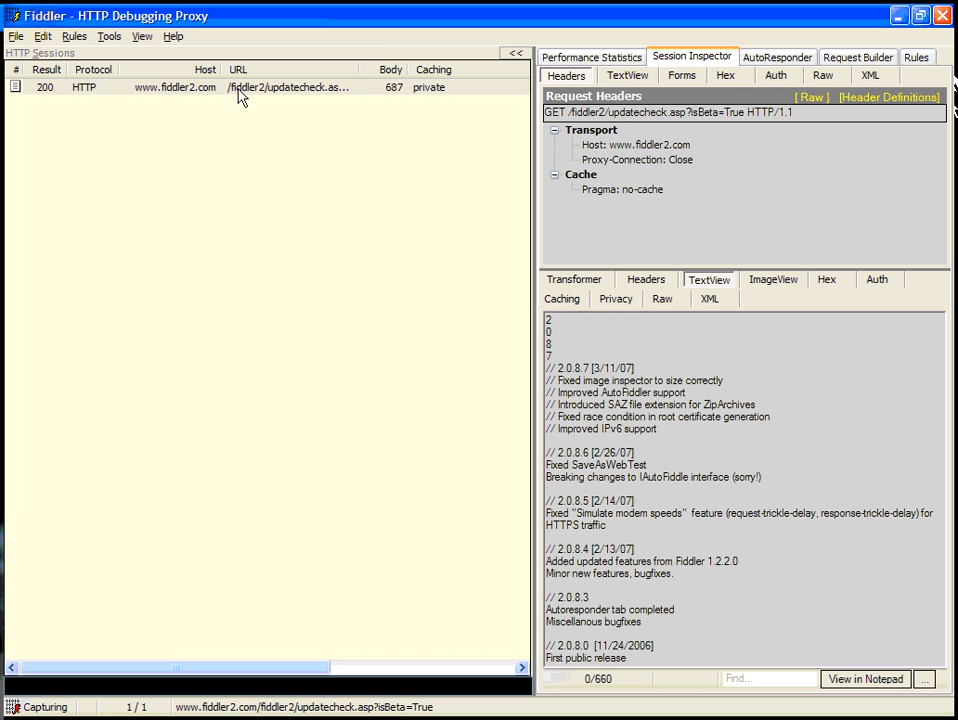 Fiddler - HTTP Debugging Proxy
File Edit Rules Tools View Help
HTTP Sessions <<
# Result Protocol Host URL Body Caching
200 HTTP www.fiddler2.com /fiddler2/updatecheck.as... 687 private
Performance Statistics Session Inspector AutoResponder Request Builder Rules
Headers TextView Forms Hex Auth Raw XML
Request Headers [ Raw ] [Header Definitions]
GET /fiddler2/updatecheck.asp?isBeta=True HTTP/1.1
Transport
Host: www.fiddler2.com
Proxy-Connection: Close
Cache
Pragma: no-cache
Transformer Headers TextView ImageView Hex Auth
Caching Privacy Raw XML
2
0
8
7
// 2.0.8.7 [3/11/07]
// Fixed image inspector to size correctly
// Improved AutoFiddler support
// Introduced SAZ file extension for ZipArchives
// Fixed race condition in root certificate generation
// Improved IPv6 support
// 2.0.8.6 [2/26/07]
Fixed SaveAsWebTest
Breaking changes to IAutoFiddle interface (sorry!)
// 2.0.8.5 [2/14/07]
Fixed "Simulate modem speeds" feature (request-trickle-delay, response-trickle-delay) for
HTTPS traffic
// 2.0.8.4 [2/13/07]
Added updated features from Fiddler 1.2.2.0
Minor new features, bugfixes.
// 2.0.8.3
Autoresponder tab completed
Miscellanous bugfixes
// 2.0.8.0 [11/24/2006]
First public release
0/660 Find... View in Notepad ...
Capturing 1 / 1 www.fiddler2.com/fiddler2/updatecheck.asp?isBeta=True